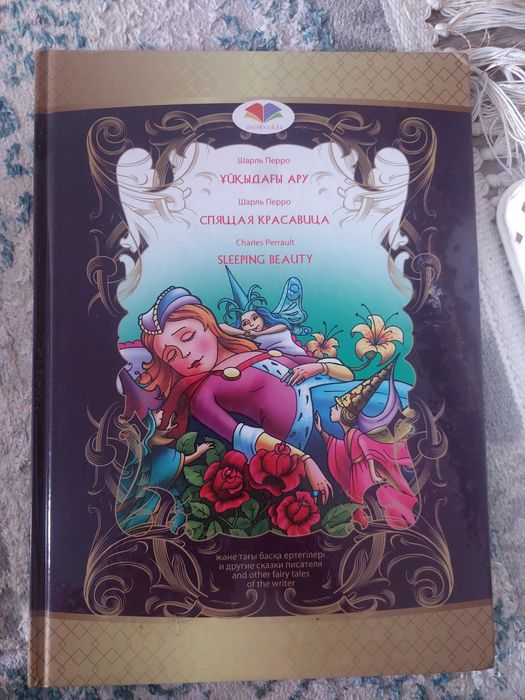 Шарль Перро
ҰЙҚЫДАҒЫ АРУ
Шарль Перро
СПЯЩАЯ КРАСАВИЦА
Charles Perrault
SLEEPING BEAUTY
және тағы басқа ертегілері
и другие сказки писателя
and other fairy tales
of the writer